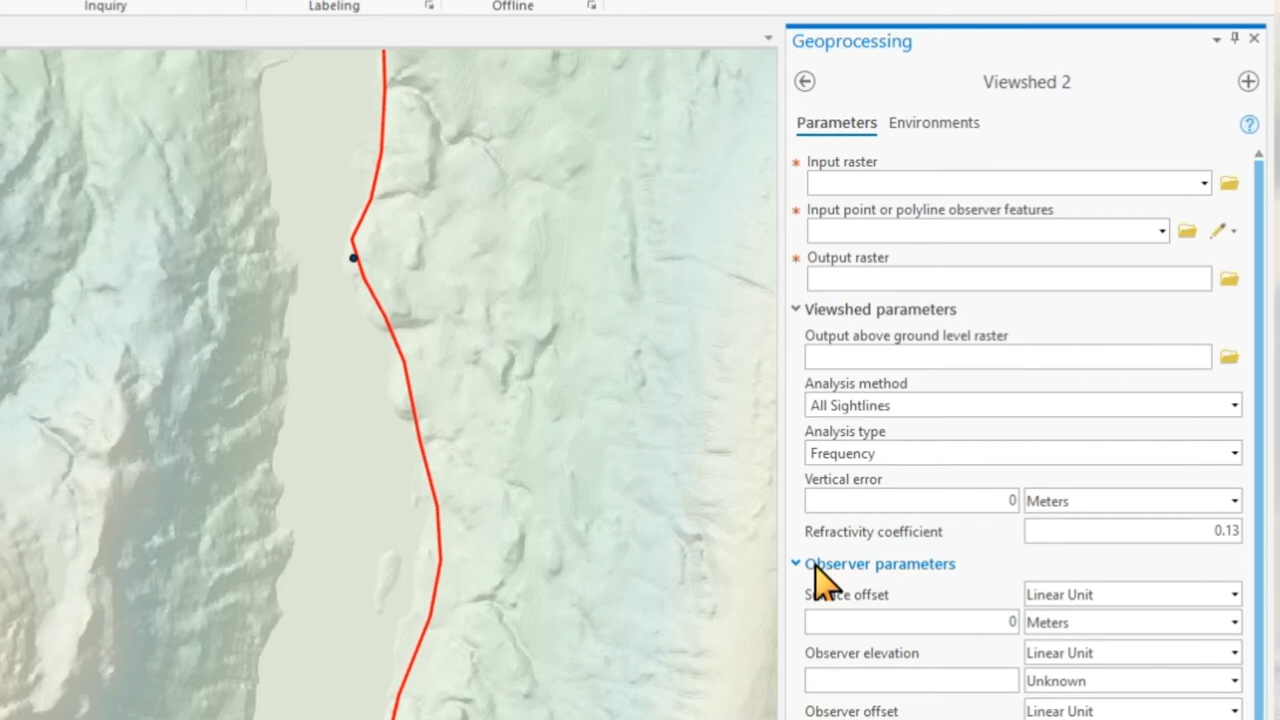 Inquiry
Labeling
Offline
Geoprocessing
Viewshed 2
Parameters Environments
Input raster
Input point or polyline observer features
Output raster
Viewshed parameters
Output above ground level raster
Analysis method
All Sightlines
Analysis type
Frequency
Vertical error
0 Meters
Refractivity coefficient 0.13
Observer parameters
offset Linear Unit
0 Meters
Observer elevation Linear Unit
Unknown
Observer offset Linear Unit